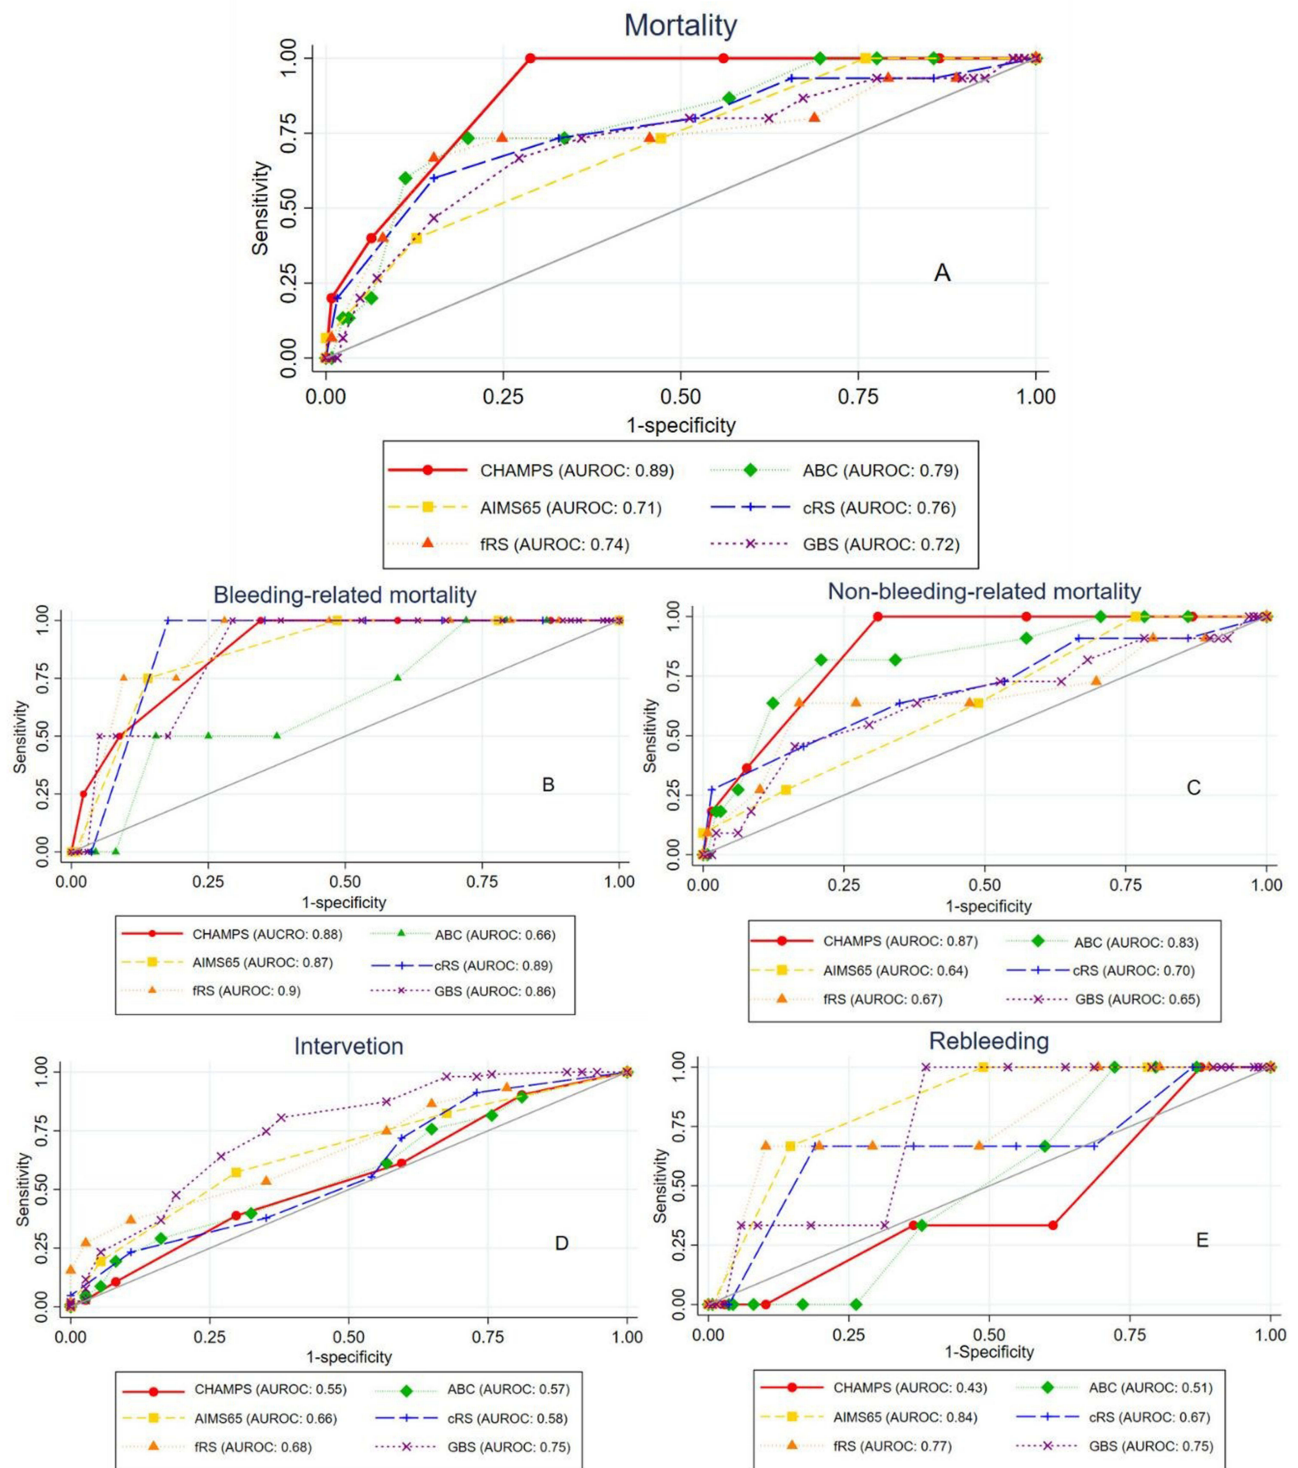 Mortality
1.00
0.75
0.50
0.25
0.00
Sensitivity
A
0.00 0.25 0.50 0.75 1.00
1-specificity
CHAMPS (AUROC: 0.89) ABC (AUROC: 0.79)
AIMS65 (AUROC: 0.71) cRS (AUROC: 0.76)
fRS (AUROC: 0.74) GBS (AUROC: 0.72)
Bleeding-related mortality
1.00
0.75
0.50
0.25
0.00
Sensitivity
B
0.00 0.25 0.50 0.75 1.00
1-specificity
CHAMPS (AUCRO: 0.88) ABC (AUROC: 0.66)
AIMS65 (AUROC: 0.87) cRS (AUROC: 0.89)
fRS (AUROC: 0.9) GBS (AUROC: 0.86)
Non-bleeding-related mortality
1.00
0.75
0.50
0.25
0.00
Sensitivity
C
0.00 0.25 0.50 0.75 1.00
1-specificity
CHAMPS (AUROC: 0.87) ABC (AUROC: 0.83)
AIMS65 (AUROC: 0.64) cRS (AUROC: 0.70)
fRS (AUROC: 0.67) GBS (AUROC: 0.65)
Intervetion
1.00
0.75
0.50
0.25
0.00
Sensitivity
D
0.00 0.25 0.50 0.75 1.00
1-specificity
CHAMPS (AUROC: 0.55) ABC (AUROC: 0.57)
AIMS65 (AUROC: 0.66) cRS (AUROC: 0.58)
fRS (AUROC: 0.68) GBS (AUROC: 0.75)
Rebleeding
1.00
0.75
0.50
0.25
0.00
Sensitivity
E
0.00 0.25 0.50 0.75 1.00
1-Specificity
CHAMPS (AUROC: 0.43) ABC (AUROC: 0.51)
AIMS65 (AUROC: 0.84) cRS (AUROC: 0.67)
fRS (AUROC: 0.77) GBS (AUROC: 0.75)